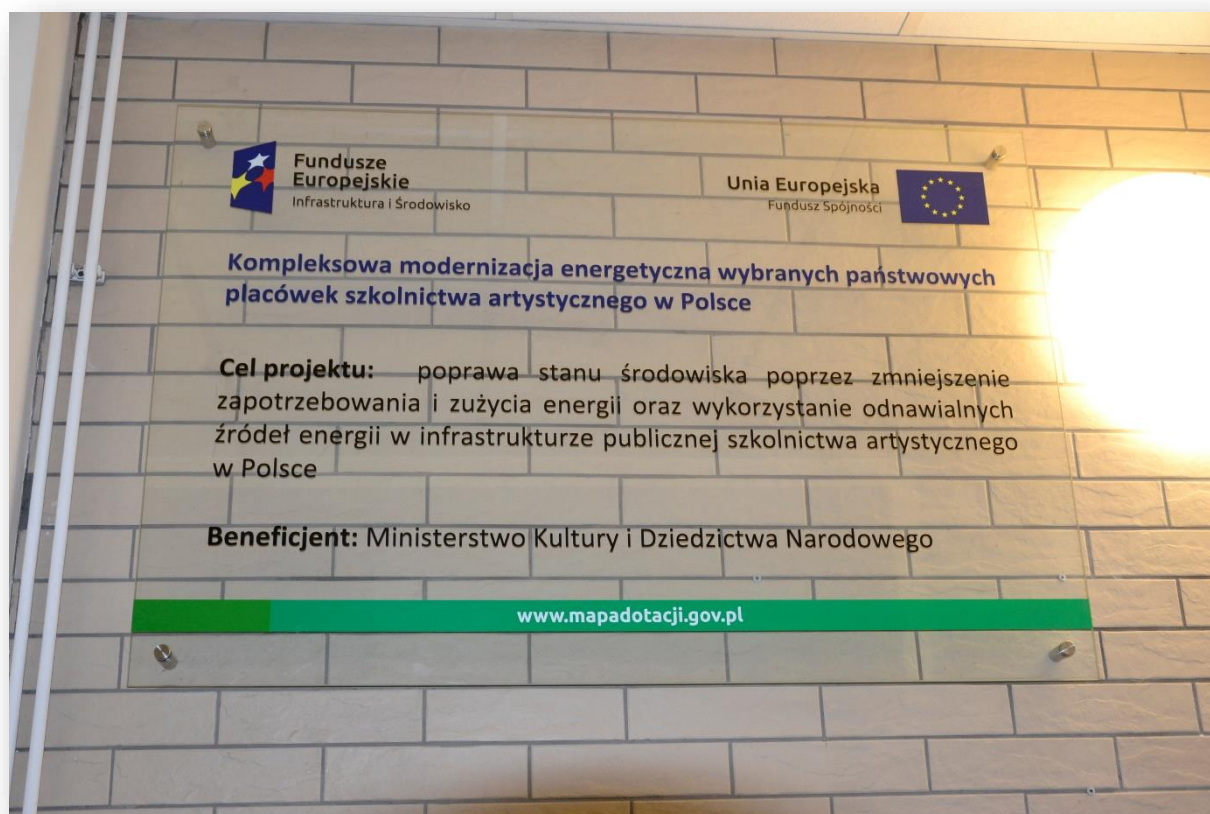 Fundusze
Europejskie
Infrastruktura i Środowisko
Unia Europejska
Fundusz Spójności
Kompleksowa modernizacja energetyczna wybranych państwowych
placówek szkolnictwa artystycznego w Polsce
Cel projektu: poprawa stanu środowiska poprzez zmniejszenie
zapotrzebowania i zużycia energii oraz wykorzystanie odnawialnych
źródeł energii w infrastrukturze publicznej szkolnictwa artystycznego
w Polsce
Beneficjent: Ministerstwo Kultury i Dziedzictwa Narodowego
www.mapadotacji.gov.pl